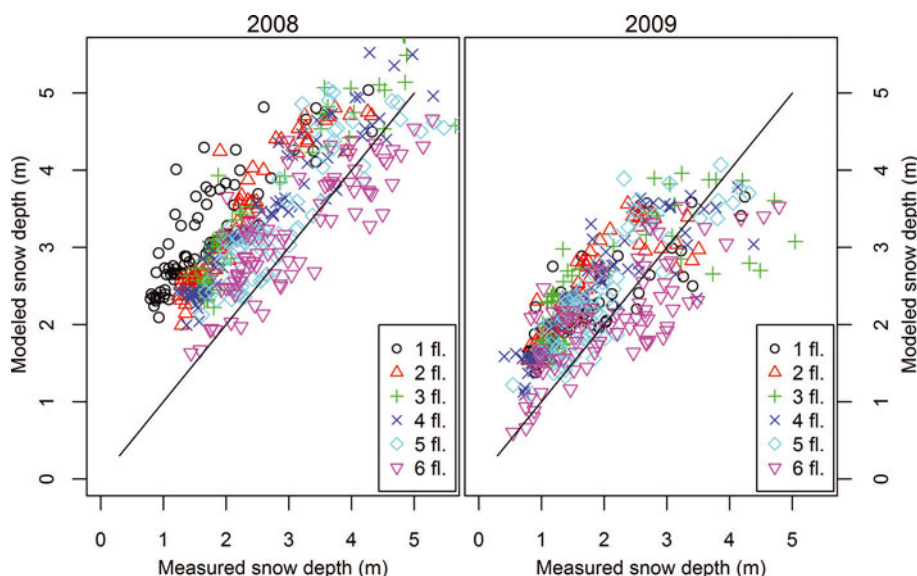 2008
2009
Modeled snow depth (m)
0 1 2 3 4 5
1 fl.
2 fl.
3 fl.
4 fl.
5 fl.
6 fl.
0 1 2 3 4 5
Measured snow depth (m)
1 fl.
2 fl.
3 fl.
4 fl.
5 fl.
6 fl.
0 1 2 3 4 5
Measured snow depth (m)
0 1 2 3 4 5
Modeled snow depth (m)